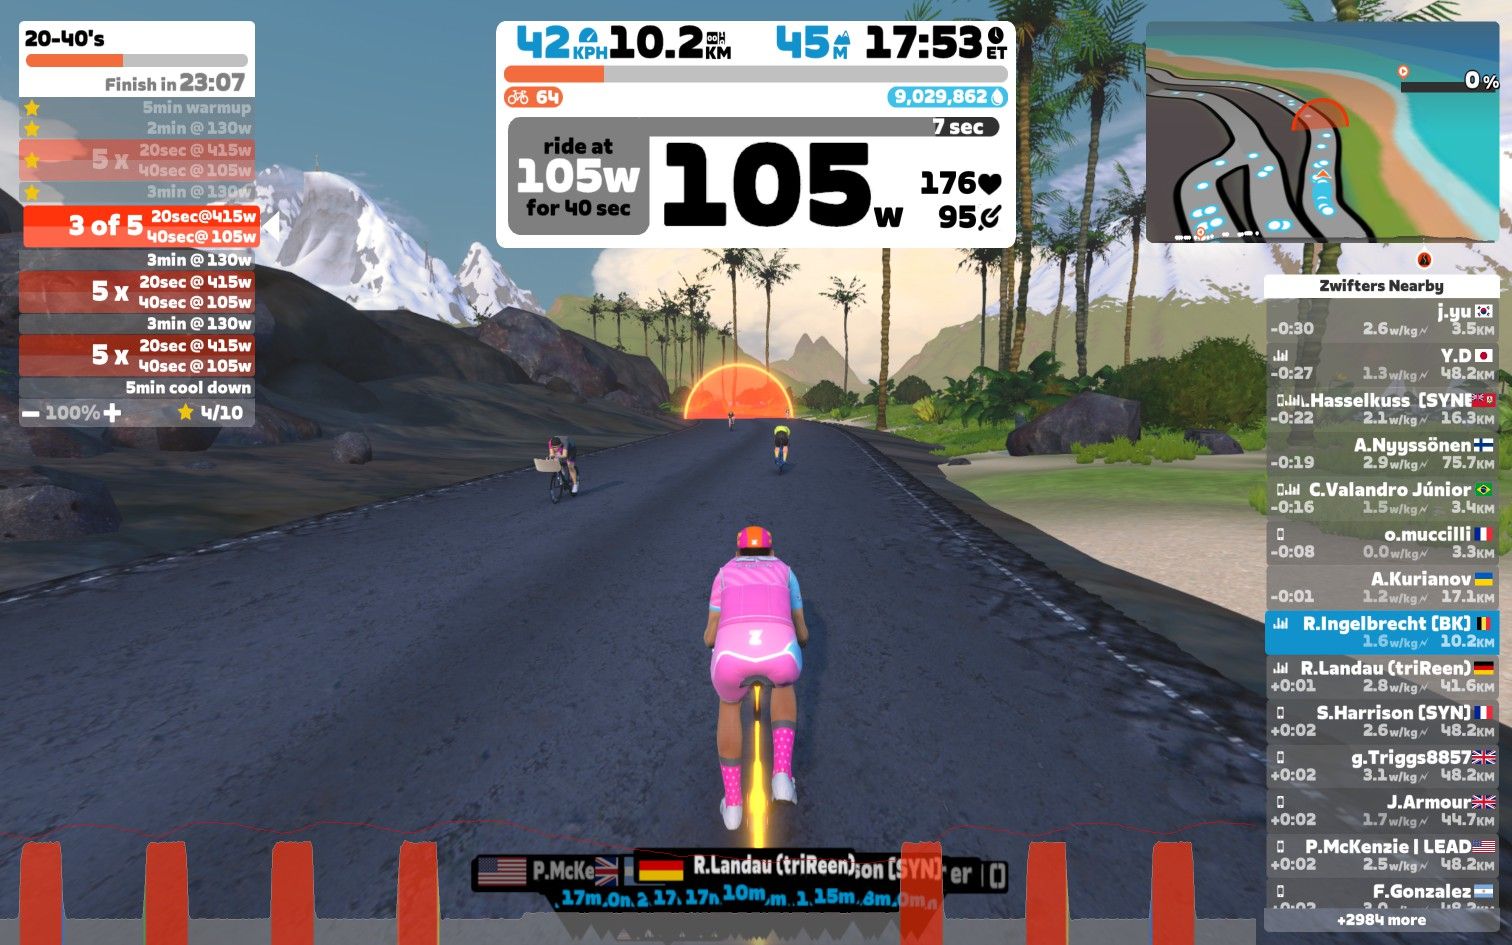 20-40's
Finish in 23:07
5min warmup
2min @ 130w
5 x
20sec @ 415w
40sec @ 105w
3min @ 130w
3 of 5
20sec@415w
40sec@ 105w
3min @ 130w
5 x
20sec @ 415w
40sec @ 105w
3min @ 130w
5 x
20sec @ 415w
40sec @ 105w
5min cool down
100%
4/10
42 KPH 10.2 KM 45 M 17:53 ET
64
9,029,862
7 sec
ride at
105w
for 40 sec
105 w
176
95
0 %
Zwifters Nearby
j.yu
-0:30 2.6w/kg 3.5KM
Y.D
-0:27 1.3w/kg 48.2KM
.Hasselkuss [SYNE
-0:22 2.1w/kg 16.3KM
A.Nyyssönen
-0:19 2.9w/kg 75.7KM
C.Valandro Júnior
-0:16 1.5w/kg 3.4KM
o.muccilli
-0:08 0.0w/kg 3.3KM
A.Kurianov
-0:01 1.2w/kg 17.1KM
R.Ingelbrecht [BK]
1.6w/kg 10.2KM
R.Landau (triReen)
+0:01 2.8w/kg 41.6KM
S.Harrison [SYN]
+0:02 2.6w/kg 48.2KM
g.Triggs8857
+0:02 3.1w/kg 48.2KM
J.Armour
+0:02 1.7w/kg 44.7KM
P.McKenzie | LEAD
+0:02 2.5w/kg 48.2KM
F.Gonzalez
+2984 more
P.McKe R.Landau (triReen) son [SYN] er
17m 10m 15m